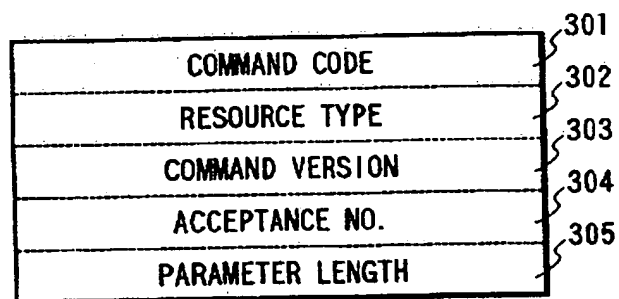 301
COMMAND CODE
302
RESOURCE TYPE
303
COMMAND VERSION
304
ACCEPTANCE NO.
305
PARAMETER LENGTH